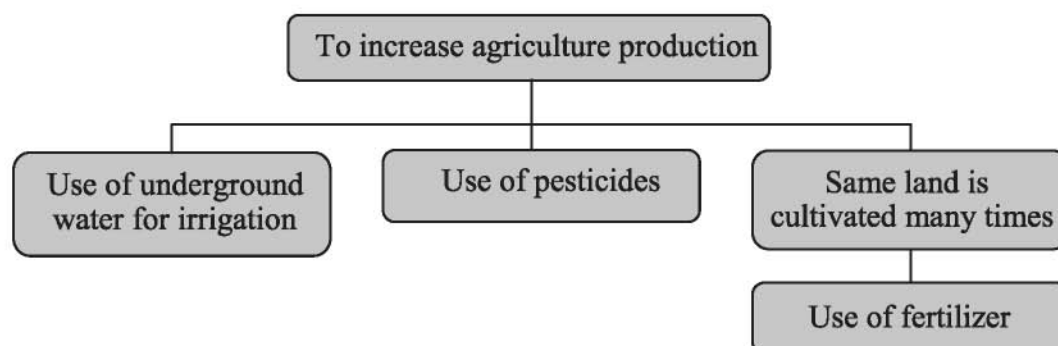 To increase agriculture production
Use of underground
water for irrigation
Use of pesticides
Same land is
cultivated many times
Use of fertilizer